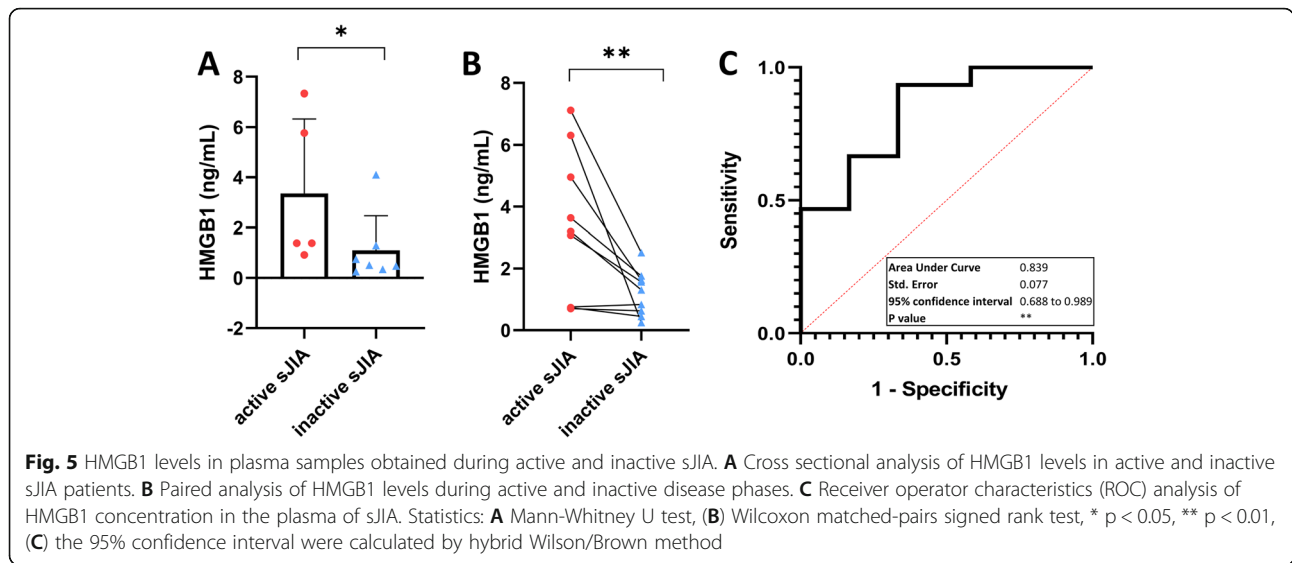 A
*
HMGB1 (ng/mL)
8
6
4
2
0
-2
active sJIA
inactive sJIA
B
**
HMGB1 (ng/mL)
8
6
4
2
0
active sJIA
inactive sJIA
C
Sensitivity
1.0
0.5
0.0
Area Under Curve 0.839
Std. Error 0.077
95% confidence interval 0.688 to 0.989
P value **
0.0 0.5 1.0
1 - Specificity
Fig. 5 HMGB1 levels in plasma samples obtained during active and inactive sJIA. A Cross sectional analysis of HMGB1 levels in active and inactive
sJIA patients. B Paired analysis of HMGB1 levels during active and inactive disease phases. C Receiver operator characteristics (ROC) analysis of
HMGB1 concentration in the plasma of sJIA. Statistics: A Mann-Whitney U test, (B) Wilcoxon matched-pairs signed rank test, * p < 0.05, ** p < 0.01,
(C) the 95% confidence interval were calculated by hybrid Wilson/Brown method